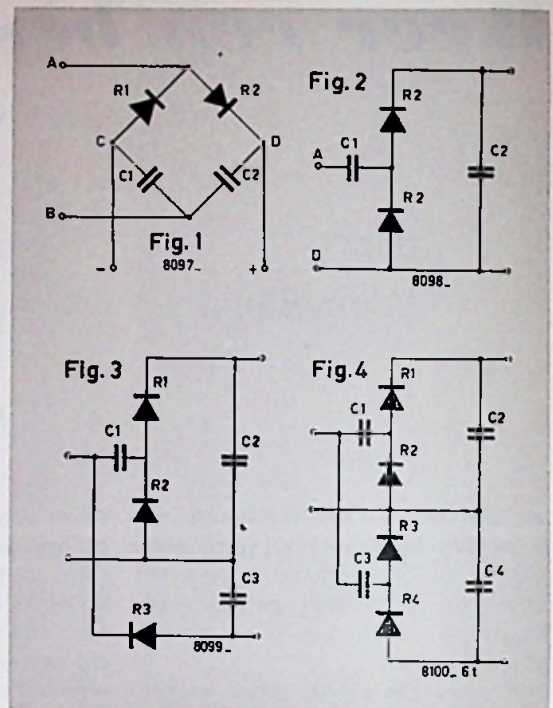 A
R1
R2
C
D
C1
C2
B
Fig. 1
-
+
8097_
Fig. 2
R2
C1
A
C2
R2
D
8098_
Fig. 3
R1
C1
C2
R2
C3
R3
8099_
Fig. 4
R1
C1
C2
R2
R3
C3
C4
R4
8100_ 6t